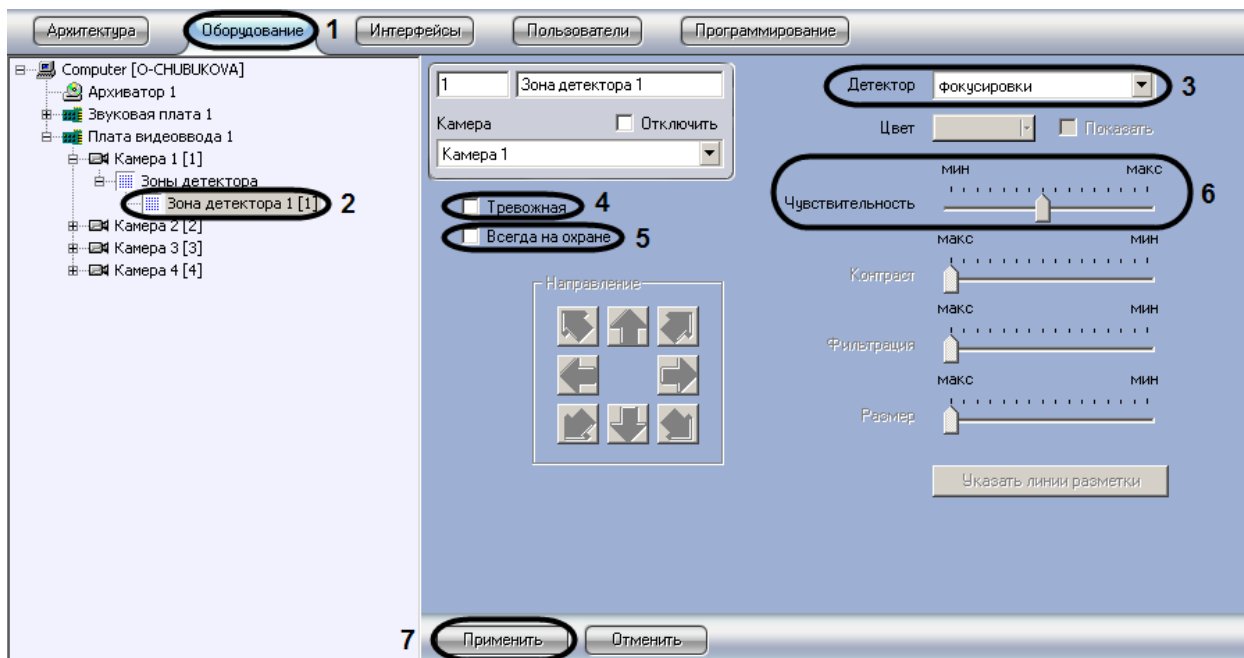 Архитектура
Оборудование
1
Интерфейсы
Пользователи
Программирование
Computer [O-CHUBUKOVA]
Архиватор 1
Звуковая плата 1
Плата видеоввода 1
Камера 1 [1]
Зоны детектора
Зона детектора 1 [1]
2
Камера 2 [2]
Камера 3 [3]
Камера 4 [4]
1
Зона детектора 1
Камера
Отключить
Камера 1
Тревожная
4
Всегда на охране
5
Направление
Детектор
фокусировки
3
Цвет
Показать
мин макс
Чувствительность
6
макс мин
Контраст
макс мин
Фильтрация
макс мин
Размер
Указать линии разметки
7
Применить
Отменить